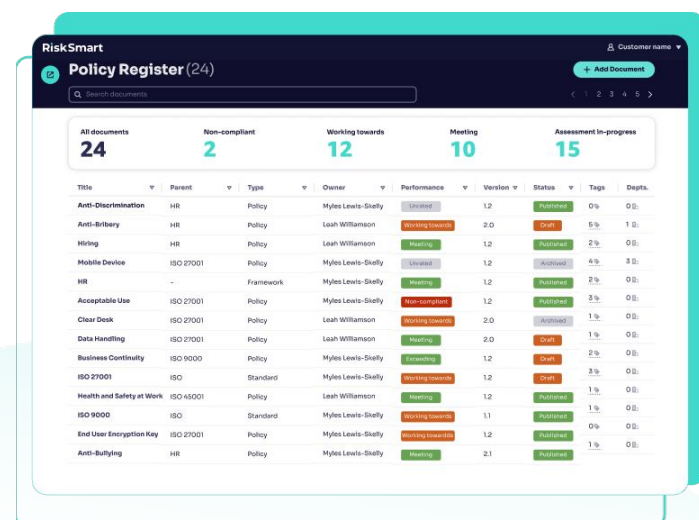 RiskSmart
Customer name
Policy Register (24)
+ Add Document
Search documents
< 1 2 3 4 5 >
All documents Non-compliant Working towards Meeting Assessment in-progress
24 2 12 10 15
Title Parent Type Owner Performance Version Status Tags Depts.
Anti-Discrimination HR Policy Myles Lewis-Skelly Unrated 1.2 Published 0 0
Anti-Bribery HR Policy Leah Williamson Working towards 2.0 Draft 5 1
Hiring HR Policy Leah Williamson Meeting 1.2 Published 2 0
Mobile Device ISO 27001 Policy Myles Lewis-Skelly Unrated 1.2 Archived 4 3
HR - Framework Myles Lewis-Skelly Meeting 1.2 Published 2 0
Acceptable Use ISO 27001 Policy Myles Lewis-Skelly Non-compliant 1.2 Published 3 0
Clear Desk ISO 27001 Policy Leah Williamson Working towards 2.0 Archived 1 0
Data Handling ISO 27001 Policy Leah Williamson Meeting 2.0 Draft 1 0
Business Continuity ISO 9000 Policy Myles Lewis-Skelly Exceeding 1.2 Draft 2 0
ISO 27001 ISO Standard Myles Lewis-Skelly Working towards 1.2 Draft 3 0
Health and Safety at Work ISO 45001 Policy Leah Williamson Meeting 1.2 Published 1 0
ISO 9000 ISO Standard Myles Lewis-Skelly Working towards 1.1 Published 1 0
End User Encryption Key ISO 27001 Policy Myles Lewis-Skelly Working towards 1.2 Published 0 0
Anti-Bullying HR Policy Myles Lewis-Skelly Meeting 2.1 Published 1 0